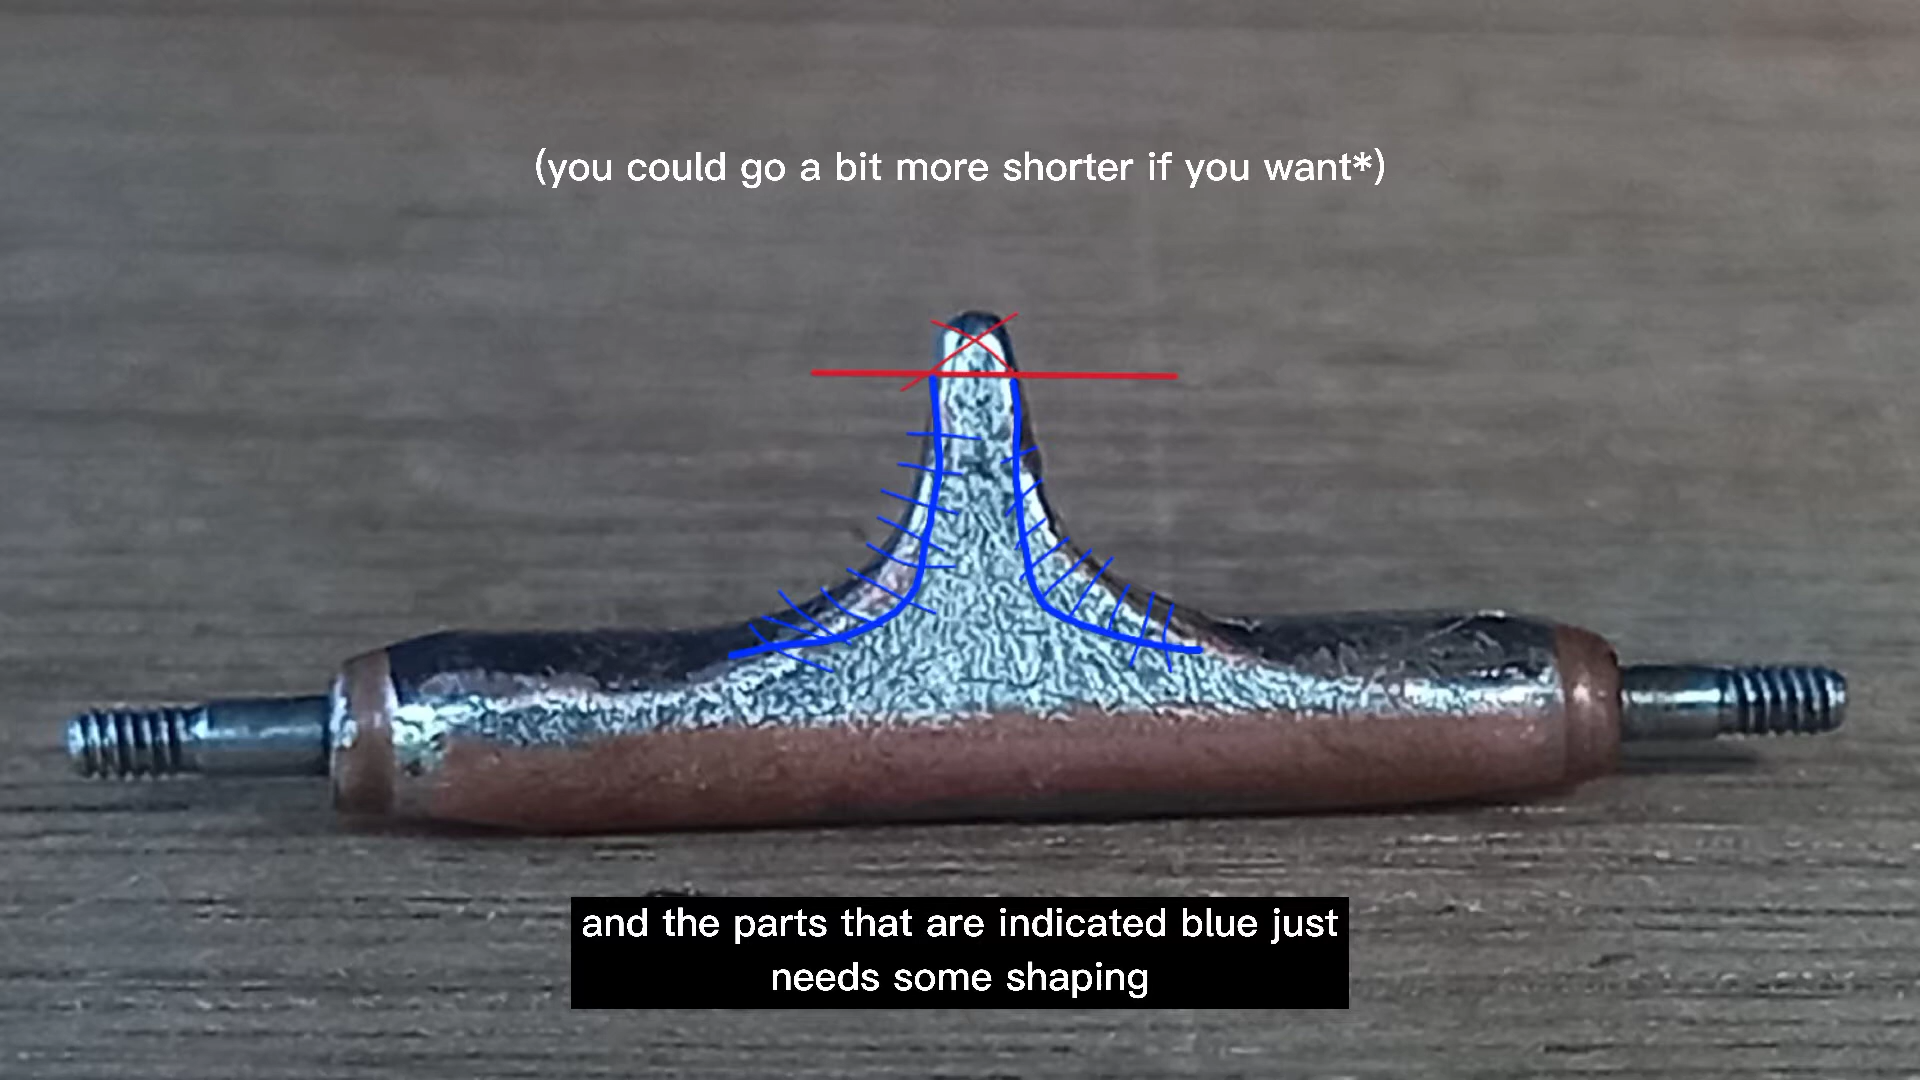 (you could go a bit more shorter if you want*)
and the parts that are indicated blue just
needs some shaping